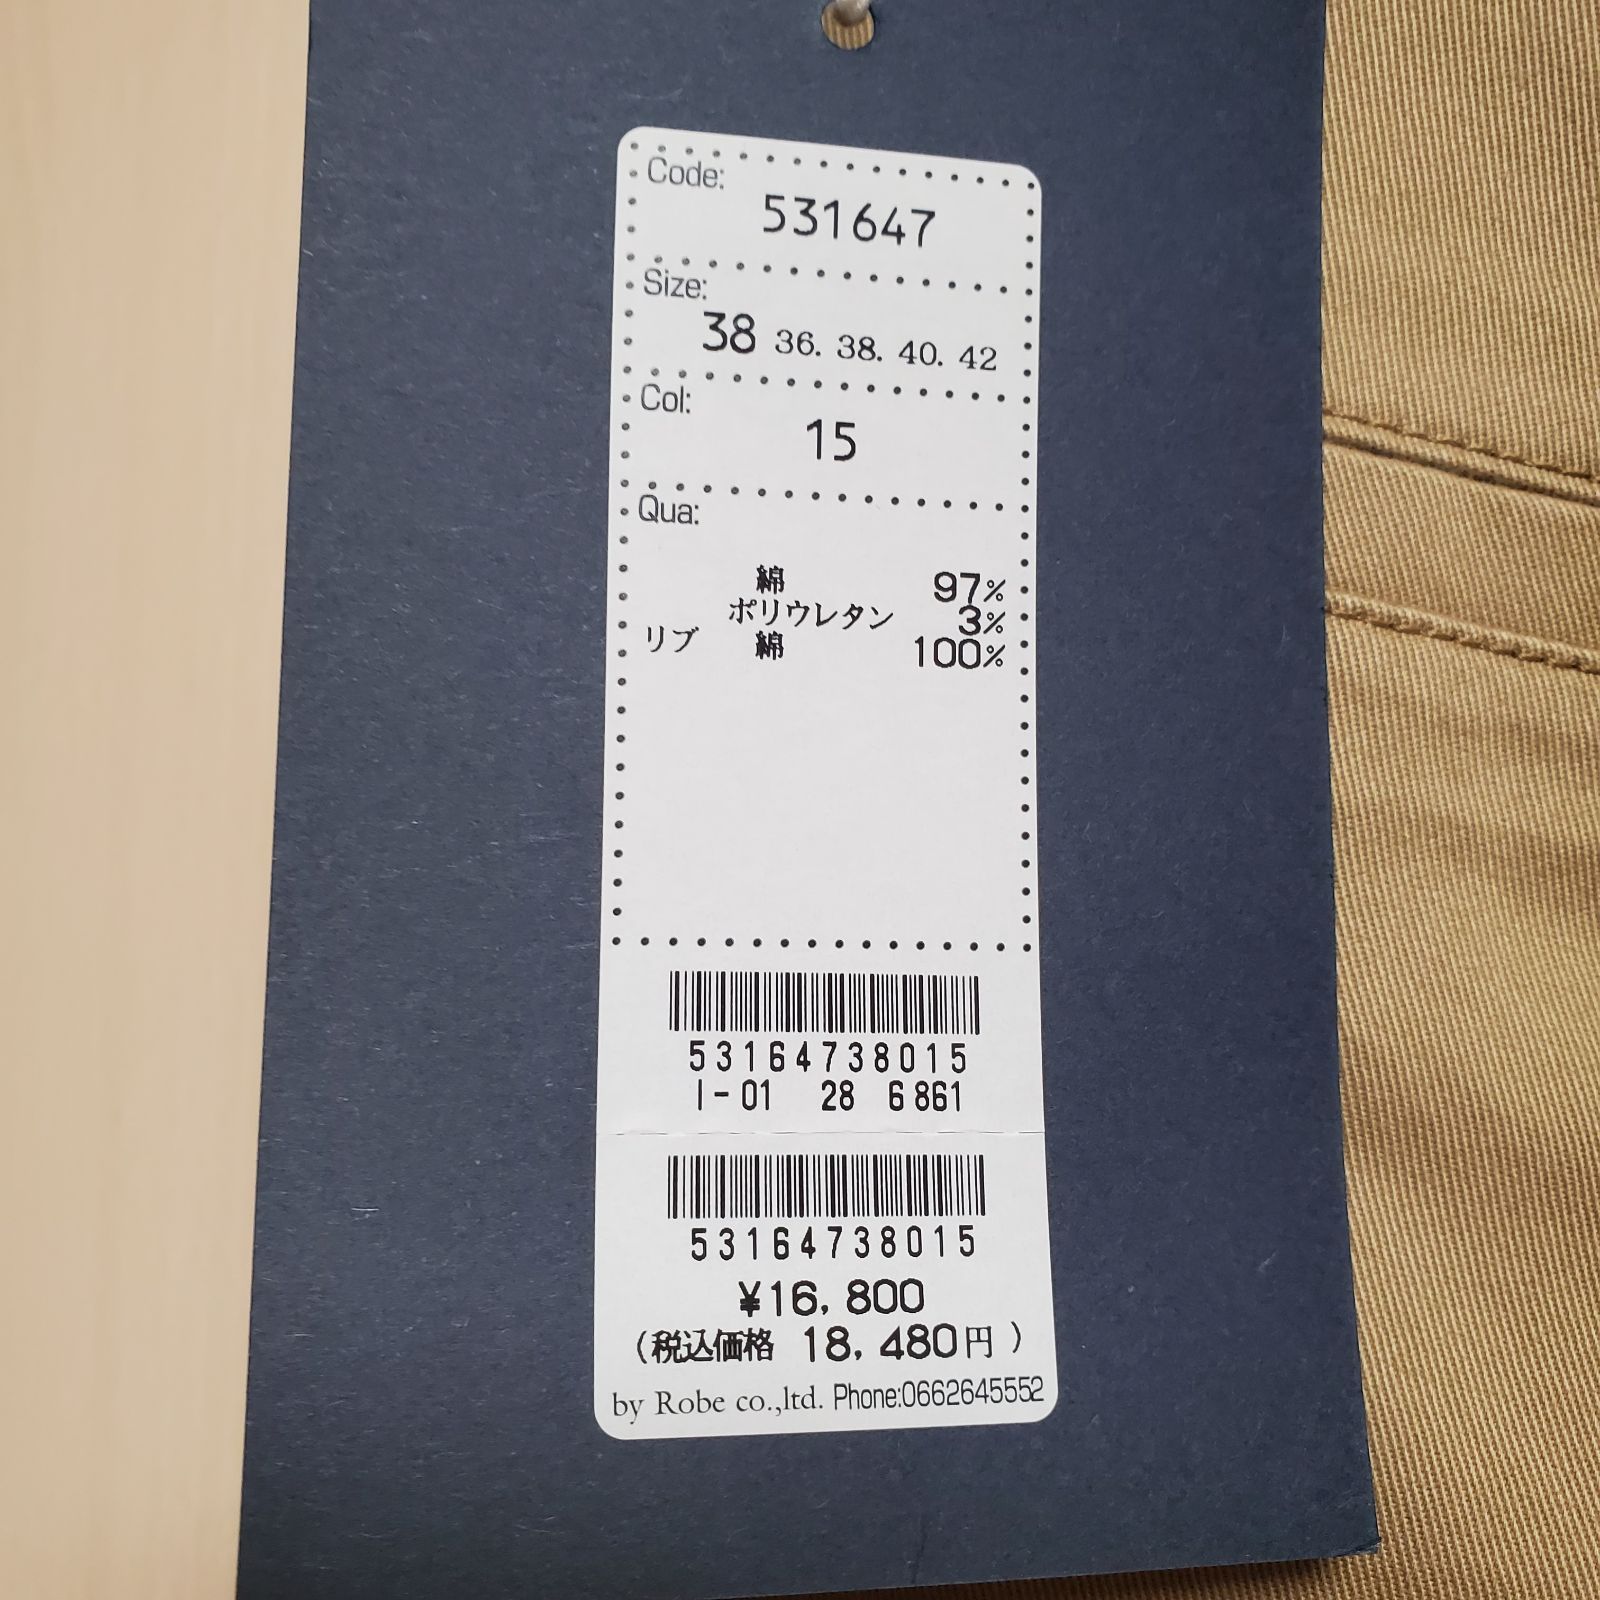 Code:
531647
Size:
38 36. 38. 40. 42
Col:
15
Qua:
綿 97%
ポリウレタン 3%
リブ 綿 100%
53164738015
I-01 28 6861
53164738015
¥16,800
(税込価格 18,480円)
by Robe co.,ltd. Phone:0662645552